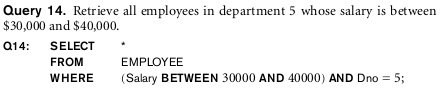 Query 14. Retrieve all employees in department 5 whose salary is between
$30,000 and $40,000.
Q14: SELECT *
FROM EMPLOYEE
WHERE (Salary BETWEEN 30000 AND 40000) AND Dno = 5;